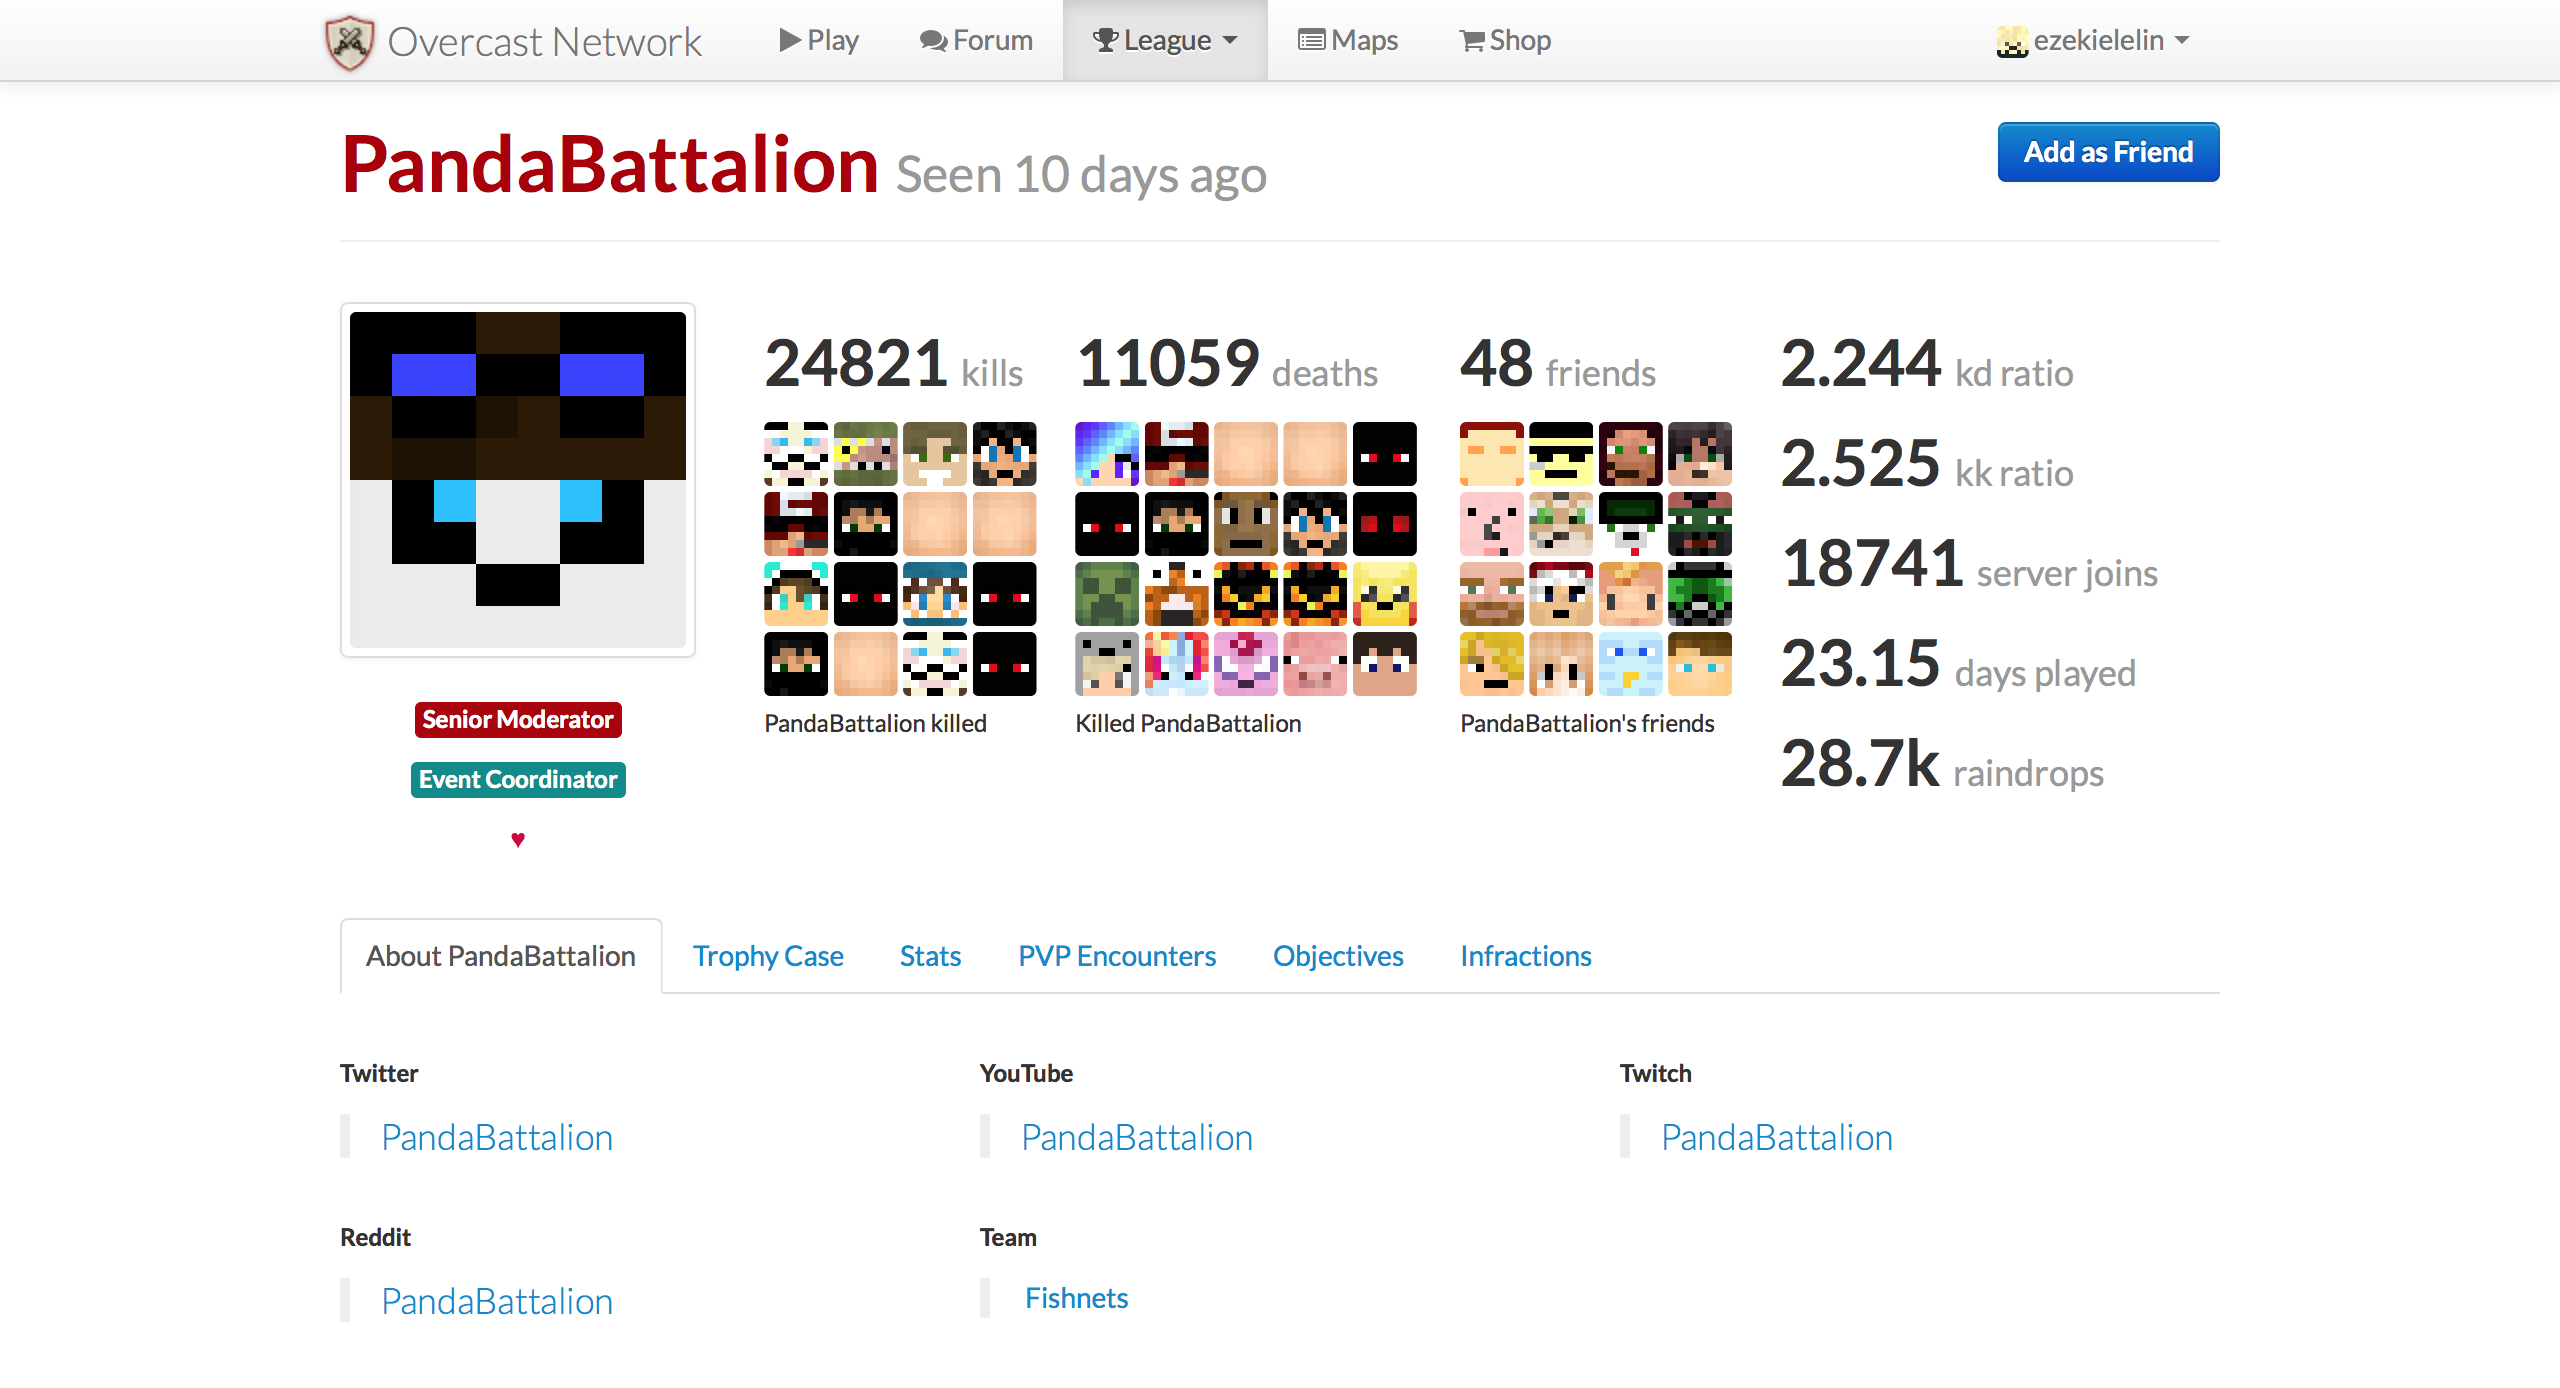 Overcast Network Play Forum League Maps Shop ezekielelin
PandaBattalion Seen 10 days ago
Add as Friend
24821 kills
11059 deaths
48 friends
2.244 kd ratio
2.525 kk ratio
18741 server joins
23.15 days played
28.7k raindrops
PandaBattalion killed
Killed PandaBattalion
PandaBattalion's friends
Senior Moderator
Event Coordinator
♥
About PandaBattalion Trophy Case Stats PVP Encounters Objectives Infractions
Twitter
PandaBattalion
YouTube
PandaBattalion
Twitch
PandaBattalion
Reddit
PandaBattalion
Team
Fishnets